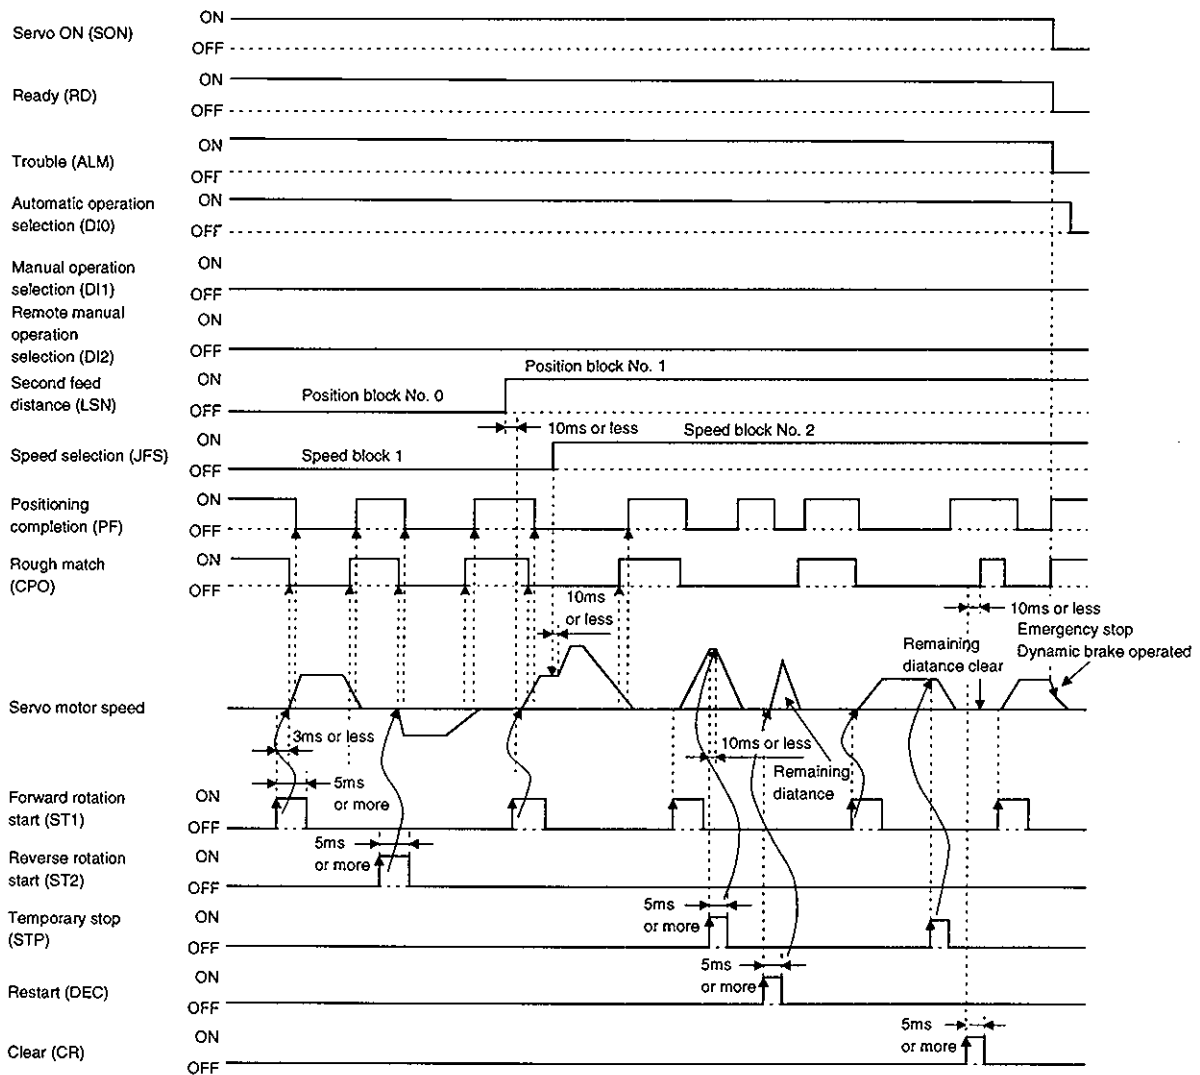 Servo ON (SON)
ON
OFF
Ready (RD)
ON
OFF
Trouble (ALM)
ON
OFF
Automatic operation
selection (DI0)
ON
OFF
Manual operation
selection (DI1)
ON
OFF
Remote manual
operation
selection (DI2)
ON
OFF
Second feed
distance (LSN)
ON
OFF
Position block No. 0
Position block No. 1
10ms or less
Speed selection (JFS)
ON
OFF
Speed block 1
Speed block No. 2
Positioning
completion (PF)
ON
OFF
Rough match
(CPO)
ON
OFF
10ms
or less
10ms or less
Emergency stop
Dynamic brake operated
Remaining
distance clear
Servo motor speed
3ms or less
10ms or less
Remaining
distance
5ms
or more
Forward rotation
start (ST1)
ON
OFF
5ms
or more
Reverse rotation
start (ST2)
ON
OFF
5ms
or more
Temporary stop
(STP)
ON
OFF
5ms
or more
Restart (DEC)
ON
OFF
5ms
or more
Clear (CR)
ON
OFF